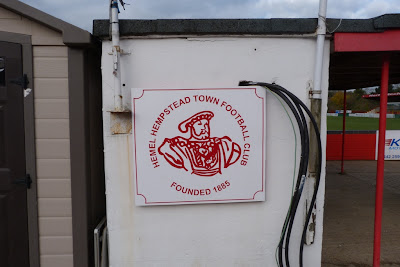 HEMEL HEMPSTEAD TOWN FOOTBALL CLUB
FOUNDED 1885